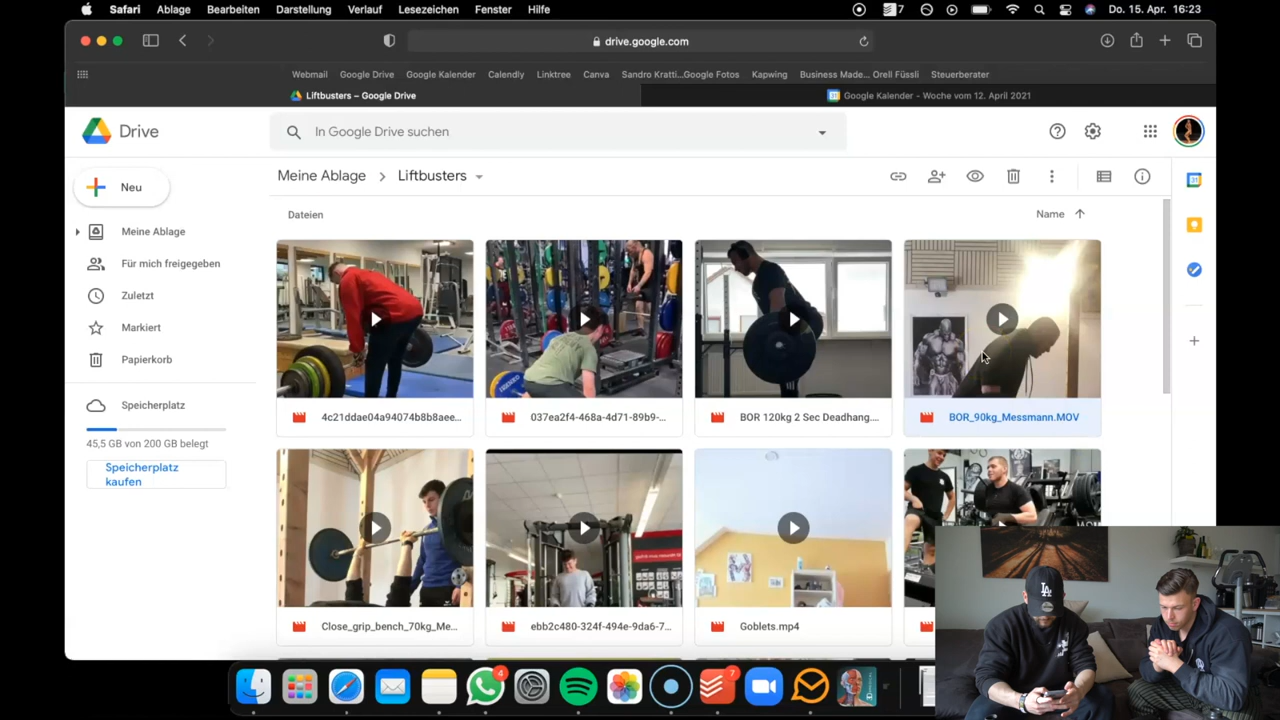 Safari Ablage Bearbeiten Darstellung Verlauf Lesezeichen Fenster Hilfe 7 Do. 15. Apr. 16:23
drive.google.com
Webmail Google Drive Google Kalender Calendly Linktree Canva Sandro Kratti...Google Fotos Kapwing Business Made... Orell Füssli Steuerberater
Liftbusters – Google Drive Google Kalender - Woche vom 12. April 2021
Drive In Google Drive suchen
Neu
Meine Ablage > Liftbusters
Dateien Name
Meine Ablage
Für mich freigegeben
Zuletzt
Markiert
Papierkorb
Speicherplatz
45,5 GB von 200 GB belegt
Speicherplatz
kaufen
4c21ddae04a94074b8b8aee... 037ea2f4-468a-4d71-89b9-... BOR 120kg 2 Sec Deadhang.... BOR_90kg_Messmann.MOV
Close_grip_bench_70kg_Me... ebb2c480-324f-494e-9da6-7... Goblets.mp4
4 7
LA